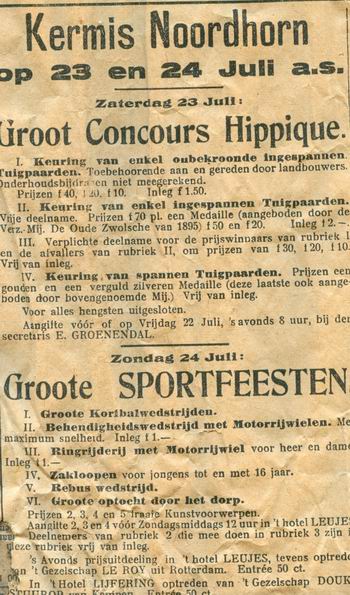 Kermis Noordhorn
op 23 en 24 Juli a.s.
Zaterdag 23 Juli:
Groot Concours Hippique.
I. Keuring van enkel onbekroonde ingespannen
Tuigpaarden. Toebehoorende aan en gereden door landbouwers.
Onderhoudsbijdragen niet meegerekend.
Prijzen f 40, f 20, f 10. Inleg f 1.50.
II. Keuring van enkel ingespannen Tuigpaarden.
Vrije deelname. Prijzen f 70 pl. een Medaille (aangeboden door de
Verz.-Mij. De Oude Zwolsche van 1895) f 50 en f 20. Inleg f 2.—.
III. Verplichte deelname voor de prijswinnaars van rubriek I
en de afvallers van rubriek II, om prijzen van f 30, f 20, f 10.
Vrij van inleg.
IV. Keuring van spannen Tuigpaarden. Prijzen een
gouden en een verguld zilveren Medaille (deze laatste ook aange-
boden door bovengenoemde Mij.) Vrij van inleg.
Voor alles hengsten uitgesloten.
Aangifte vóór of op Vrijdag 22 Juli, 's avonds 8 uur, bij den
secretaris E. GROENENDAL.
Zondag 24 Juli:
Groote SPORTFEESTEN
I. Groote Korfbalwedstrijden.
II. Behendigheidswedstrijd met Motorrijwielen. Me
maximum snelheid. Inleg f 1.—
III. Ringrijderij met Motorrijwiel voor heer en dame
Inleg f 1.—
IV. Zakloopen voor jongens tot en met 16 jaar.
V. Rebus wedstrijd.
VI. Groote optocht door het dorp.
Prijzen 2, 3, 4 en 5 fraaie Kunstvoorwerpen.
Aangifte 2, 3 en 4 vóór Zondagsmiddags 12 uur in 't hotel LEUJES
Deelnemers van rubriek 2 die mee doen in rubriek 3 zijn i
deze rubriek vrij van inleg.
's Avonds prijsuitdeeling in 't hotel LEUJES, tevens optreden
van 't Gezelschap LE ROY uit Rotterdam. Entrée 50 ct.
In 't Hotel LIJFERING optreden van 't Gezelschap DOUK
van Kampen. Entrée 50 ct.